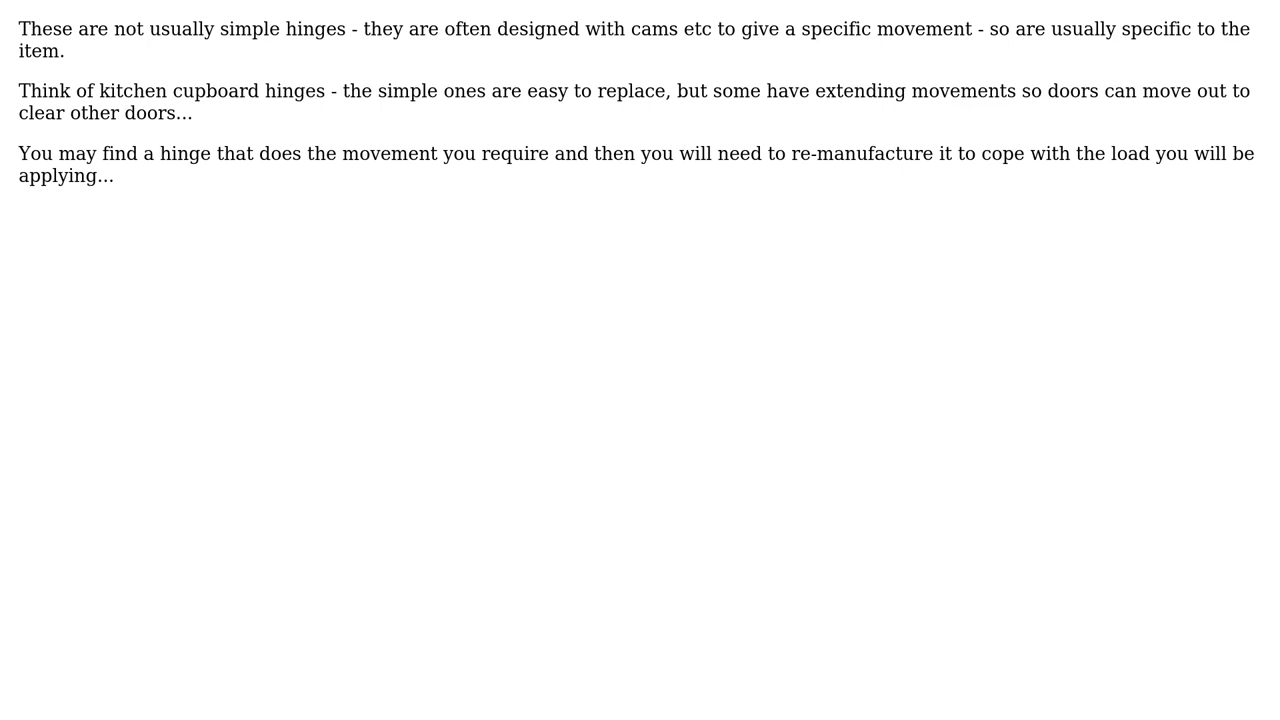 These are not usually simple hinges - they are often designed with cams etc to give a specific movement - so are usually specific to the
item.
Think of kitchen cupboard hinges - the simple ones are easy to replace, but some have extending movements so doors can move out to
clear other doors...
You may find a hinge that does the movement you require and then you will need to re-manufacture it to cope with the load you will be
applying...